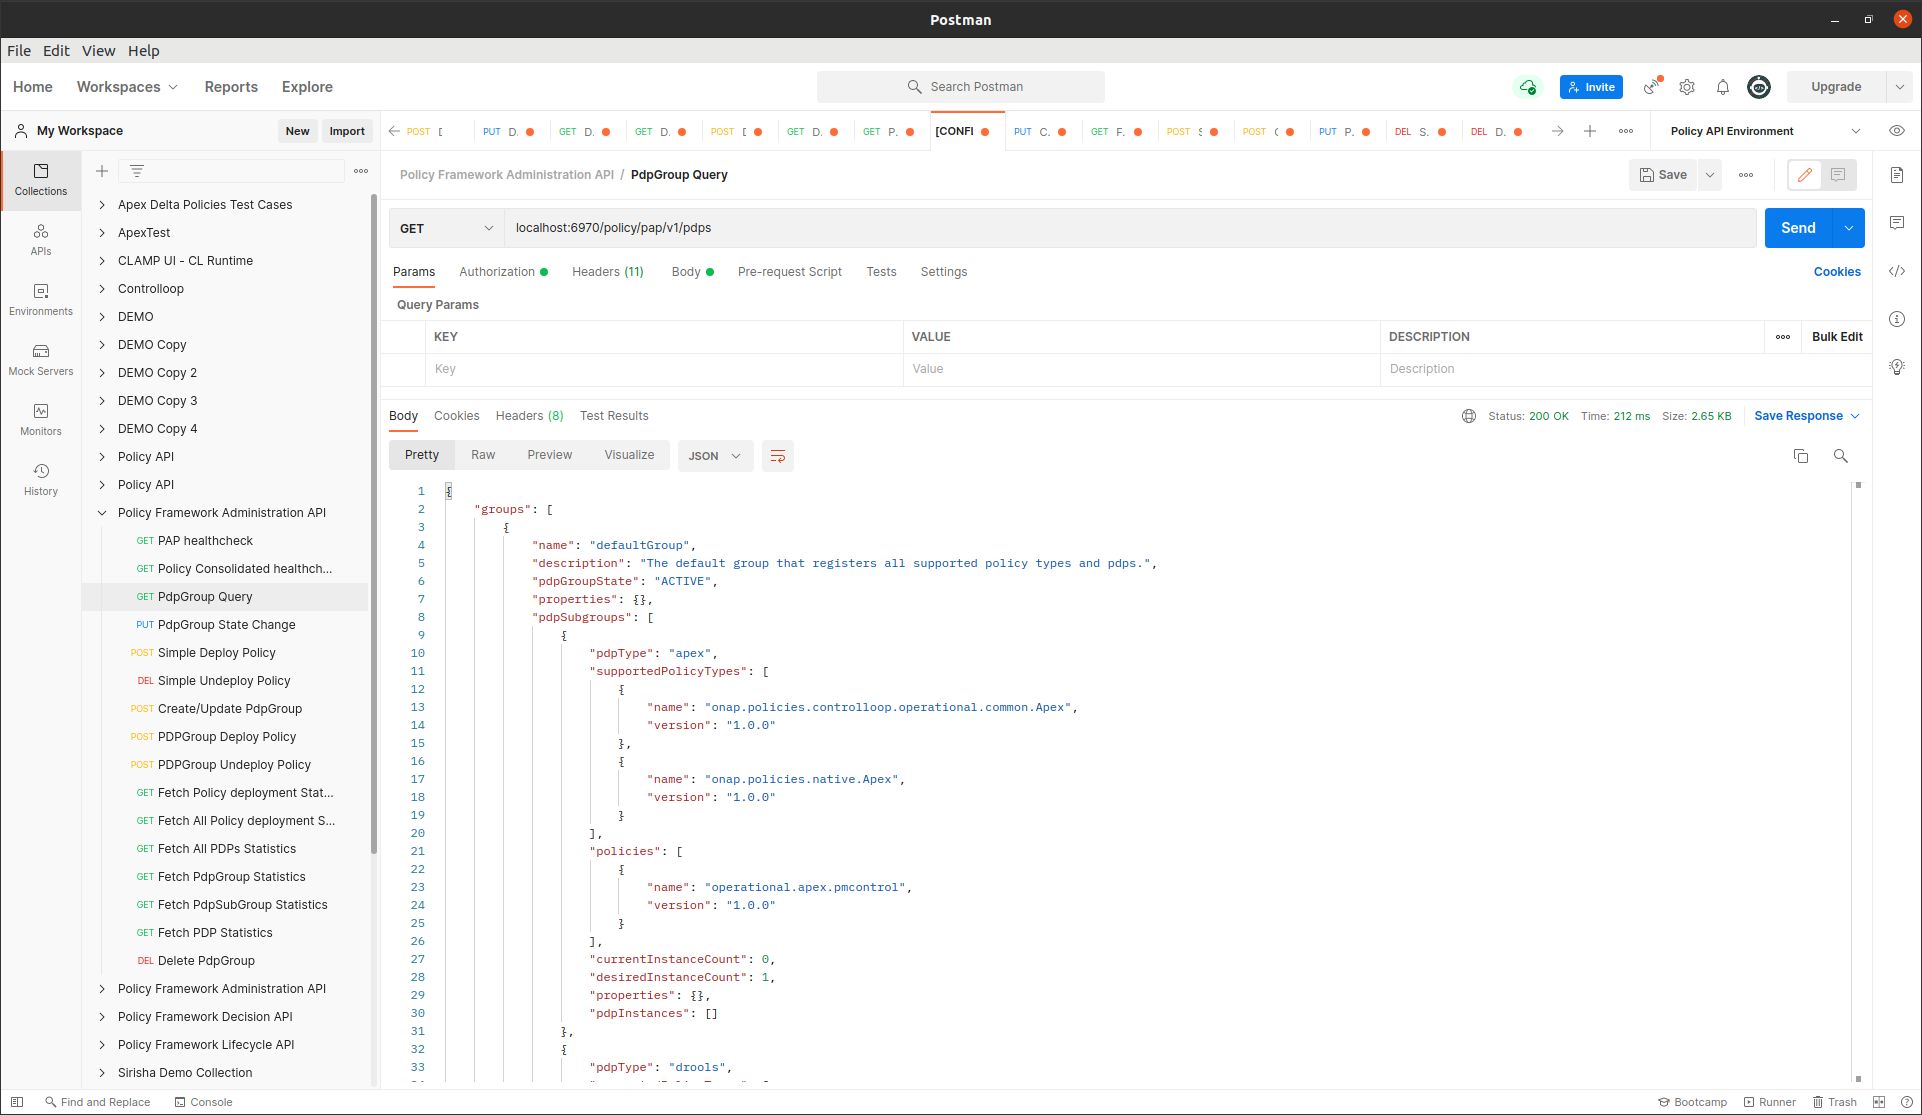 Postman
File Edit View Help
Home Workspaces Reports Explore
Search Postman
Invite
Upgrade
My Workspace
New Import
POST
PUT D.
GET D.
GET D.
POST
GET D.
GET P.
[CONFI
PUT C.
GET F.
POST
POST
PUT P.
DEL S.
DEL D.
Policy API Environment
Collections
APIs
Environments
Mock Servers
Monitors
History
Apex Delta Policies Test Cases
ApexTest
CLAMP UI - CL Runtime
Controlloop
DEMO
DEMO Copy
DEMO Copy 2
DEMO Copy 3
DEMO Copy 4
Policy API
Policy API
Policy Framework Administration API
GET PAP healthcheck
GET Policy Consolidated healthch...
GET PdpGroup Query
PUT PdpGroup State Change
POST Simple Deploy Policy
DEL Simple Undeploy Policy
POST Create/Update PdpGroup
POST PDPGroup Deploy Policy
POST PDPGroup Undeploy Policy
GET Fetch Policy deployment Stat...
GET Fetch All Policy deployment S...
GET Fetch All PDPs Statistics
GET Fetch PdpGroup Statistics
GET Fetch PdpSubGroup Statistics
GET Fetch PDP Statistics
DEL Delete PdpGroup
Policy Framework Administration API
Policy Framework Decision API
Policy Framework Lifecycle API
Sirisha Demo Collection
Policy Framework Administration API / PdpGroup Query
Save
GET localhost:6970/policy/pap/v1/pdps
Send
Params Authorization Headers (11) Body Pre-request Script Tests Settings Cookies
Query Params
KEY VALUE DESCRIPTION Bulk Edit
Key Value Description
Body Cookies Headers (8) Test Results
Status: 200 OK Time: 212 ms Size: 2.65 KB Save Response
Pretty Raw Preview Visualize JSON
1 {
2 "groups": [
3 {
4 "name": "defaultGroup",
5 "description": "The default group that registers all supported policy types and pdps.",
6 "pdpGroupState": "ACTIVE",
7 "properties": {},
8 "pdpSubgroups": [
9 {
10 "pdpType": "apex",
11 "supportedPolicyTypes": [
12 {
13 "name": "onap.policies.controlloop.operational.common.Apex",
14 "version": "1.0.0"
15 },
16 {
17 "name": "onap.policies.native.Apex",
18 "version": "1.0.0"
19 }
20 ],
21 "policies": [
22 {
23 "name": "operational.apex.pmcontrol",
24 "version": "1.0.0"
25 }
26 ],
27 "currentInstanceCount": 0,
28 "desiredInstanceCount": 1,
29 "properties": {},
30 "pdpInstances": []
31 },
32 {
33 "pdpType": "drools",
Find and Replace Console
Bootcamp Runner Trash